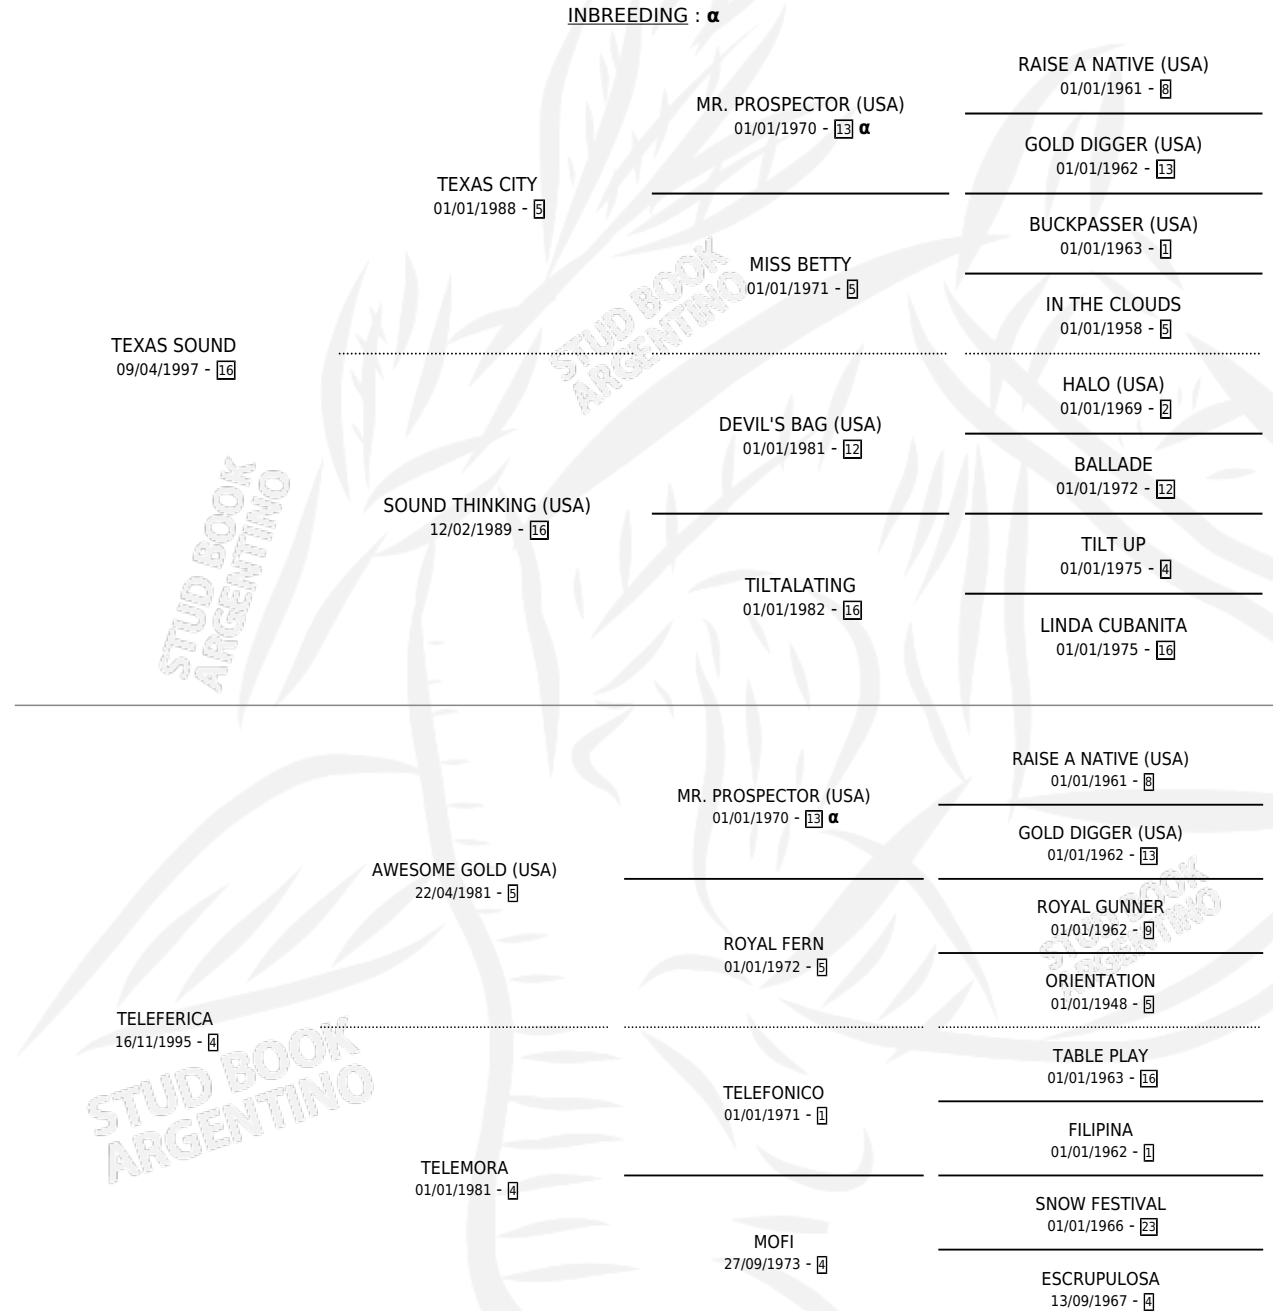 INBREEDING : α
RAISE A NATIVE (USA)
01/01/1961 - 8
MR. PROSPECTOR (USA)
01/01/1970 - 13 α
GOLD DIGGER (USA)
01/01/1962 - 13
TEXAS CITY
01/01/1988 - 5
BUCKPASSER (USA)
01/01/1963 - 1
MISS BETTY
01/01/1971 - 5
IN THE CLOUDS
01/01/1958 - 5
TEXAS SOUND
09/04/1997 - 16
HALO (USA)
01/01/1969 - 2
DEVIL'S BAG (USA)
01/01/1981 - 12
BALLADE
01/01/1972 - 12
SOUND THINKING (USA)
12/02/1989 - 16
TILT UP
01/01/1975 - 4
TILTALATING
01/01/1982 - 16
LINDA CUBANITA
01/01/1975 - 16
RAISE A NATIVE (USA)
01/01/1961 - 8
MR. PROSPECTOR (USA)
01/01/1970 - 13 α
GOLD DIGGER (USA)
01/01/1962 - 13
AWESOME GOLD (USA)
22/04/1981 - 5
ROYAL GUNNER
01/01/1962 - 9
ROYAL FERN
01/01/1972 - 5
ORIENTATION
01/01/1948 - 5
TELEFERICA
16/11/1995 - 4
TABLE PLAY
01/01/1963 - 16
TELEFONICO
01/01/1971 - 1
FILIPINA
01/01/1962 - 1
TELEMORA
01/01/1981 - 4
SNOW FESTIVAL
01/01/1966 - 23
MOFI
27/09/1973 - 4
ESCRUPULOSA
13/09/1967 - 4
STUD BOOK
ARGENTINO
STUD BOOK
ARGENTINO
STUD BOOK
ARGENTINO
STUD BOOK
ARGENTINO